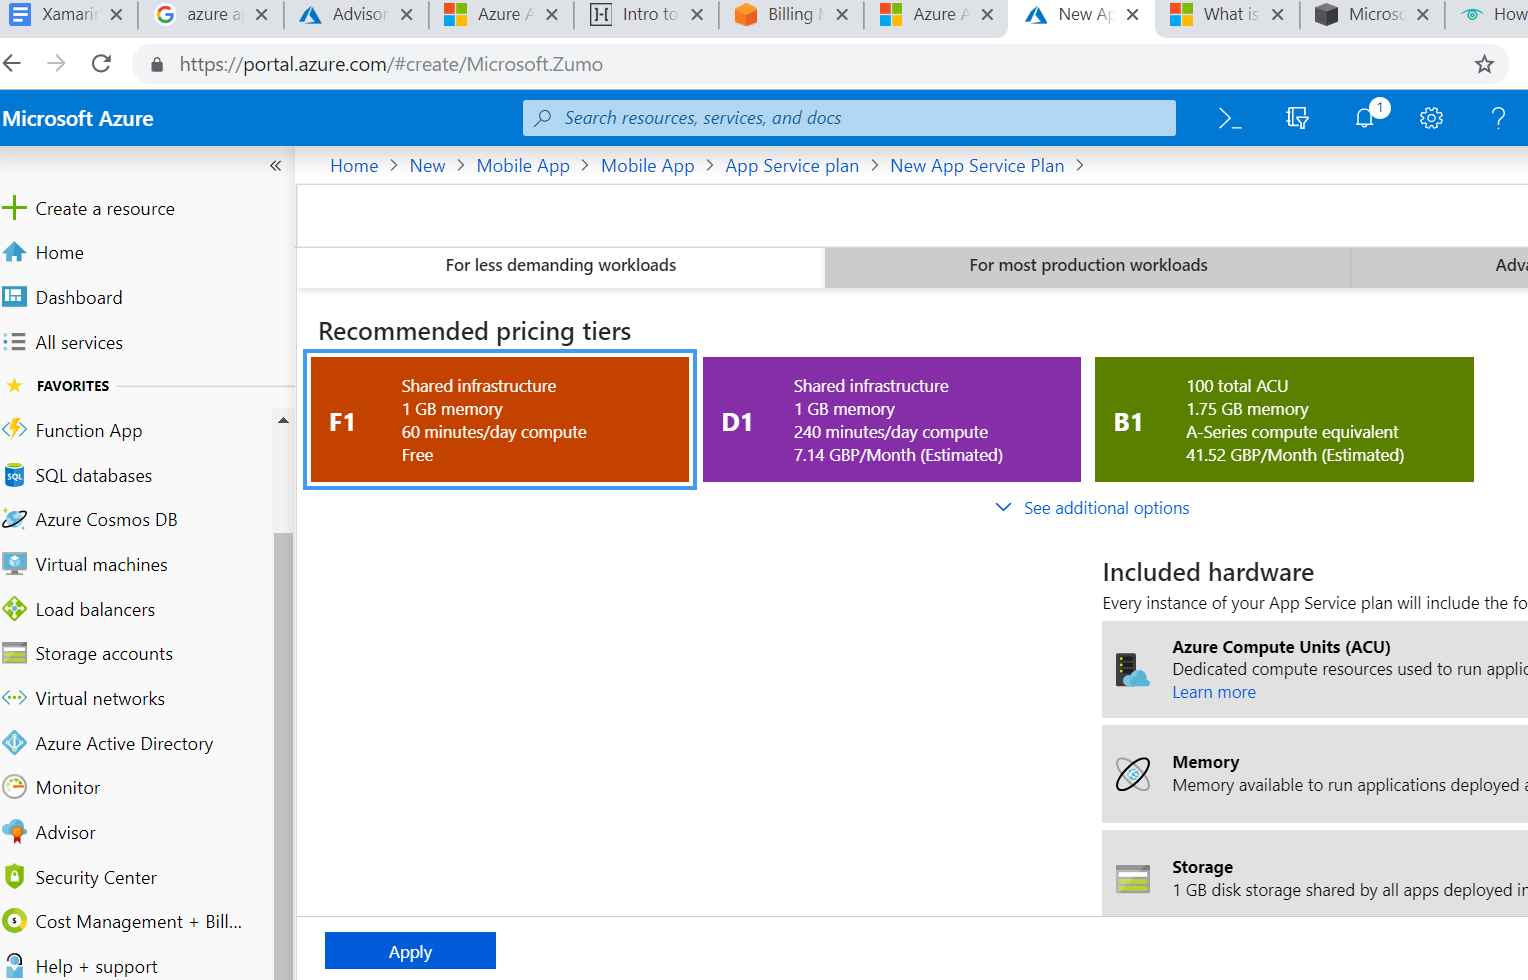 Xamarin
azure a
Advisor
Azure A
Intro to
Billing
Azure A
New Ap
What is
Microso
How
https://portal.azure.com/#create/Microsoft.Zumo
Microsoft Azure
Search resources, services, and docs
1
Home > New > Mobile App > Mobile App > App Service plan > New App Service Plan >
Create a resource
Home
Dashboard
All services
FAVORITES
Function App
SQL databases
Azure Cosmos DB
Virtual machines
Load balancers
Storage accounts
Virtual networks
Azure Active Directory
Monitor
Advisor
Security Center
Cost Management + Bill...
Help + support
For less demanding workloads
For most production workloads
Adva
Recommended pricing tiers
F1
Shared infrastructure
1 GB memory
60 minutes/day compute
Free
D1
Shared infrastructure
1 GB memory
240 minutes/day compute
7.14 GBP/Month (Estimated)
B1
100 total ACU
1.75 GB memory
A-Series compute equivalent
41.52 GBP/Month (Estimated)
See additional options
Included hardware
Every instance of your App Service plan will include the fo
Azure Compute Units (ACU)
Dedicated compute resources used to run applic
Learn more
Memory
Memory available to run applications deployed a
Storage
1 GB disk storage shared by all apps deployed in
Apply